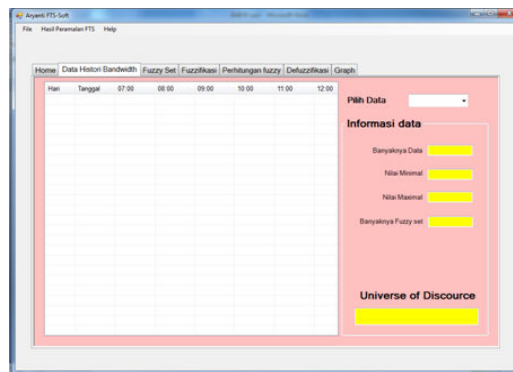 Aryanti FTS-Soft
File Hasil Peramalan FTS Help
Home Data Histori Bandwidth Fuzzy Set Fuzzifikasi Perhitungan fuzzy Defuzzifikasi Graph
Hari Tanggal 07:00 08:00 09:00 10:00 11:00 12:00
Pilih Data
Informasi data
Banyaknya Data
Nilai Minimal
Nilai Maximal
Banyaknya Fuzzy set
Universe of Discource